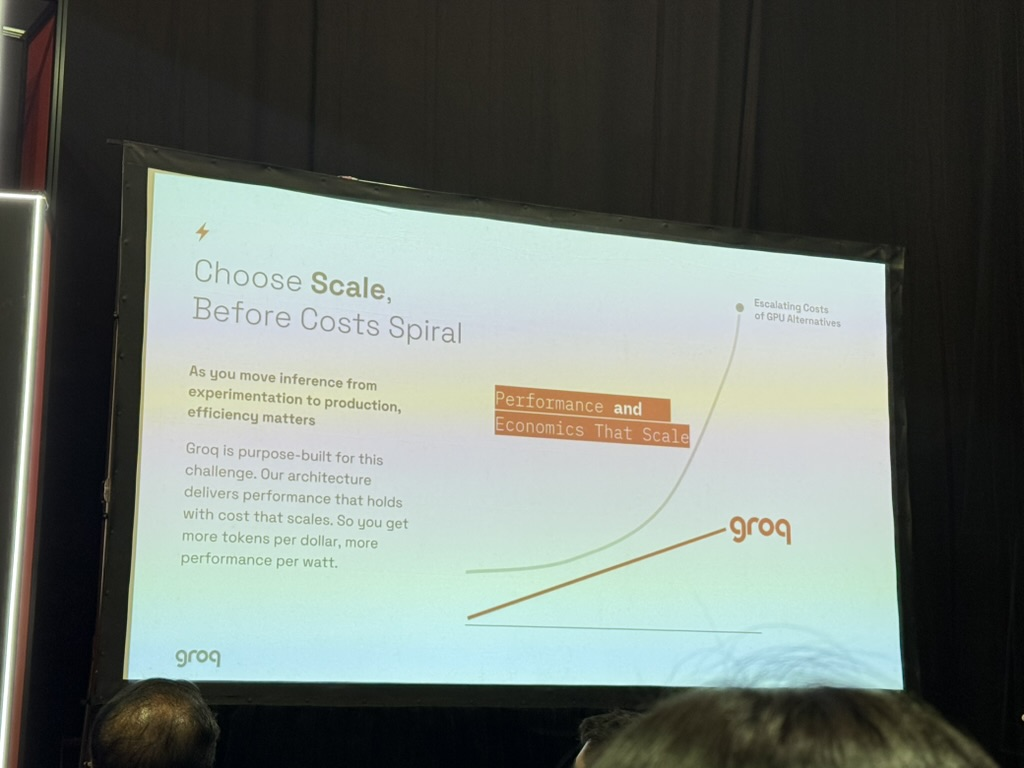 Choose Scale,
Before Costs Spiral
As you move inference from
experimentation to production,
efficiency matters
Groq is purpose-built for this
challenge. Our architecture
delivers performance that holds
with cost that scales. So you get
more tokens per dollar, more
performance per watt.
Performance and
Economics That Scale
Escalating Costs
of GPU Alternatives
groq
groq